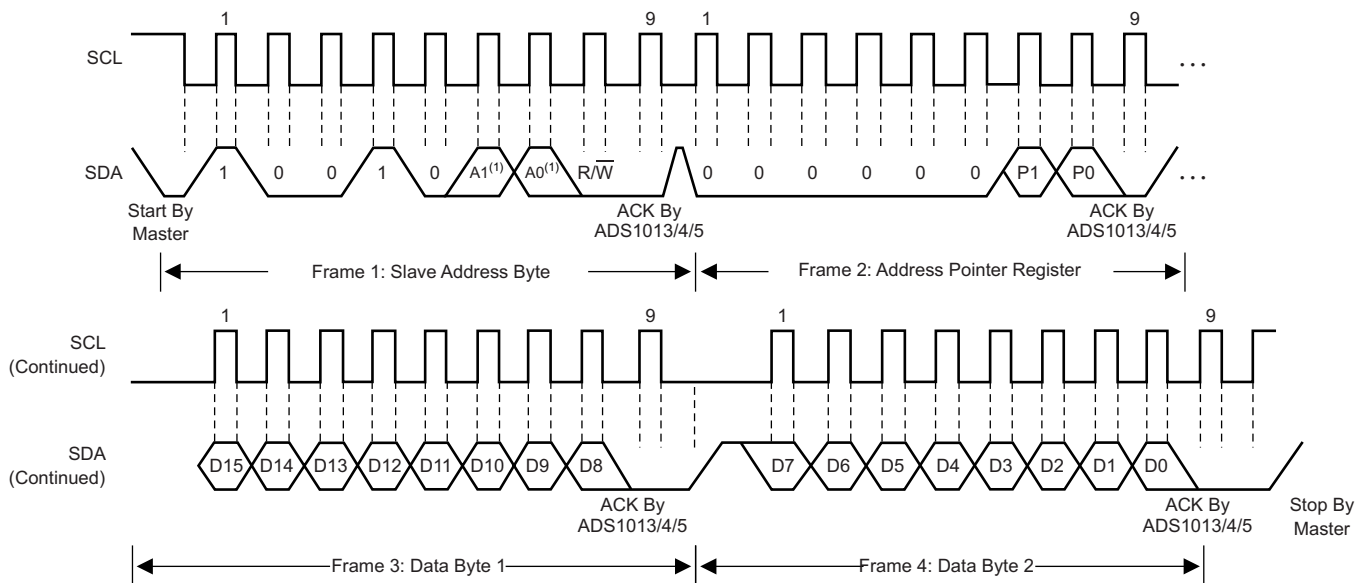 1 9 1 9
SCL ...
SDA 1 0 0 1 0 A1(1) A0(1) R/W̅ 0 0 0 0 0 0 P1 P0 ...
Start By
Master
ACK By
ADS1013/4/5
ACK By
ADS1013/4/5
Frame 1: Slave Address Byte
Frame 2: Address Pointer Register
1 9 1 9
SCL
(Continued)
SDA
(Continued)
D15 D14 D13 D12 D11 D10 D9 D8 D7 D6 D5 D4 D3 D2 D1 D0
ACK By
ADS1013/4/5
ACK By
ADS1013/4/5
Stop By
Master
Frame 3: Data Byte 1
Frame 4: Data Byte 2